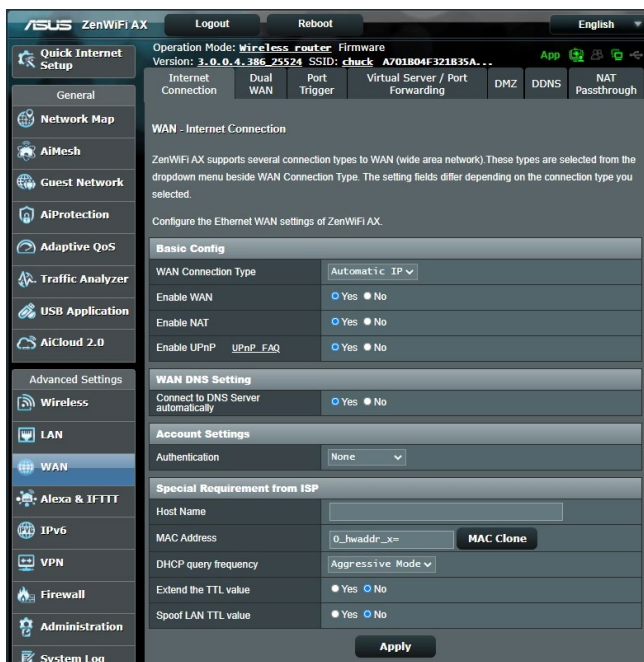 ASUS ZenWiFi AX Logout Reboot English
Quick Internet Setup
Operation Mode: Wireless router Firmware
Version: 3.0.0.4.386_25524 SSID: chuck A701B04F321B35A...
App
General
Network Map
AiMesh
Guest Network
AiProtection
Adaptive QoS
Traffic Analyzer
USB Application
AiCloud 2.0
Advanced Settings
Wireless
LAN
WAN
Alexa & IFTTT
IPv6
VPN
Firewall
Administration
System Log
Internet Connection
Dual WAN
Port Trigger
Virtual Server / Port Forwarding
DMZ
DDNS
NAT Passthrough
WAN - Internet Connection
ZenWiFi AX supports several connection types to WAN (wide area network).These types are selected from the
dropdown menu beside WAN Connection Type. The setting fields differ depending on the connection type you
selected.
Configure the Ethernet WAN settings of ZenWiFi AX.
Basic Config
WAN Connection Type Automatic IP
Enable WAN Yes No
Enable NAT Yes No
Enable UPnP UPnP FAQ Yes No
WAN DNS Setting
Connect to DNS Server
automatically Yes No
Account Settings
Authentication None
Special Requirement from ISP
Host Name
MAC Address 0_hwaddr_x= MAC Clone
DHCP query frequency Aggressive Mode
Extend the TTL value Yes No
Spoof LAN TTL value Yes No
Apply